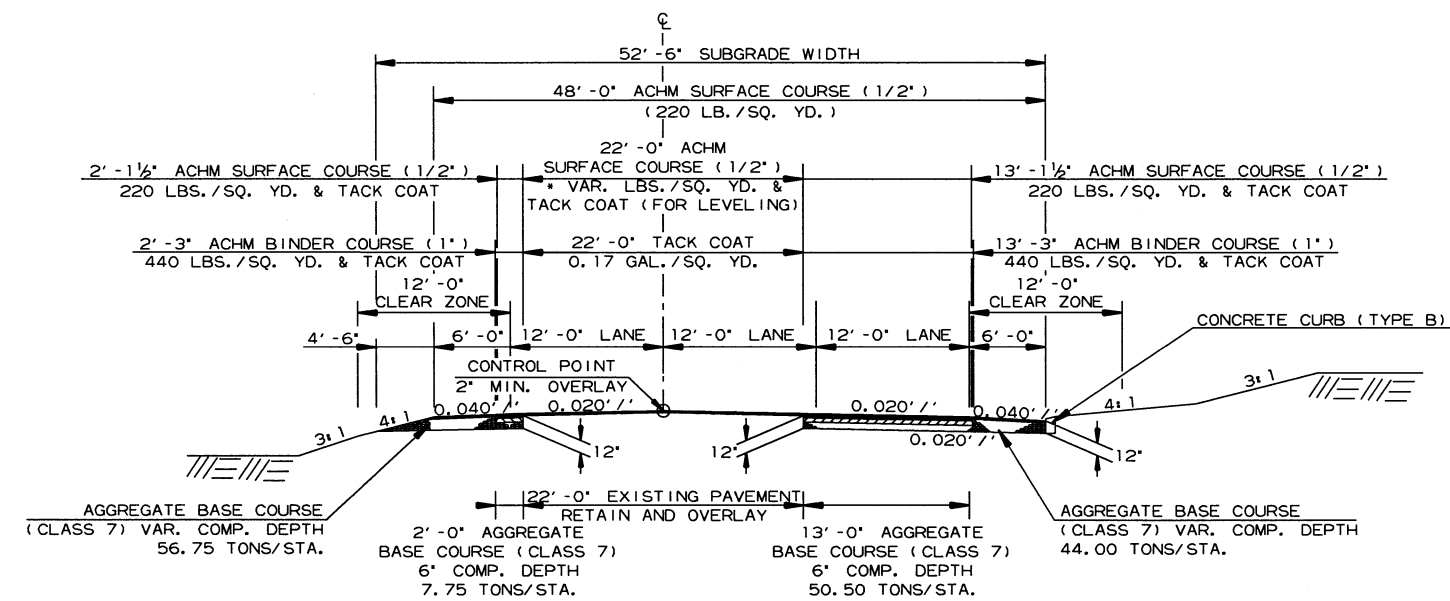 ℄
52'-6" SUBGRADE WIDTH
48'-0" ACHM SURFACE COURSE (1/2")
(220 LB./SQ. YD.)
2'-1½" ACHM SURFACE COURSE (1/2")
220 LBS./SQ. YD. & TACK COAT
22'-0" ACHM
SURFACE COURSE (1/2")
* VAR. LBS./SQ. YD. &
TACK COAT (FOR LEVELING)
13'-1½" ACHM SURFACE COURSE (1/2")
220 LBS./SQ. YD. & TACK COAT
2'-3" ACHM BINDER COURSE (1")
440 LBS./SQ. YD. & TACK COAT
22'-0" TACK COAT
0.17 GAL./SQ. YD.
13'-3" ACHM BINDER COURSE (1")
440 LBS./SQ. YD. & TACK COAT
12'-0"
CLEAR ZONE
12'-0"
CLEAR ZONE
CONCRETE CURB (TYPE B)
4'-6"
6'-0"
12'-0" LANE
12'-0" LANE
12'-0" LANE
6'-0"
CONTROL POINT
2" MIN. OVERLAY
3:1
4:1
0.040'/'
0.020'/'
0.020'/'
0.040'/'
4:1
3:1
0.020'/'
12"
12"
12"
22'-0" EXISTING PAVEMENT
RETAIN AND OVERLAY
AGGREGATE BASE COURSE
(CLASS 7) VAR. COMP. DEPTH
56.75 TONS/STA.
2'-0" AGGREGATE
BASE COURSE (CLASS 7)
6" COMP. DEPTH
7.75 TONS/STA.
13'-0" AGGREGATE
BASE COURSE (CLASS 7)
6" COMP. DEPTH
50.50 TONS/STA.
AGGREGATE BASE COURSE
(CLASS 7) VAR. COMP. DEPTH
44.00 TONS/STA.